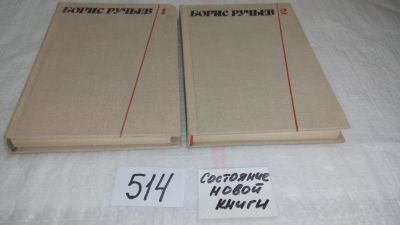 БОРИС РУЧЬЕВ 1
БОРИС РУЧЬЕВ 2
514
СОСТОЯНИЕ
НОВОЙ
КНИГИ